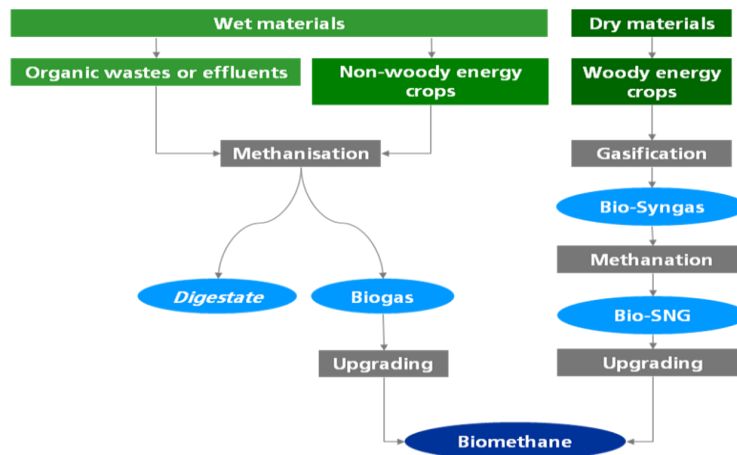 Wet materials
Dry materials
Organic wastes or effluents
Non-woody energy
crops
Woody energy
crops
Methanisation
Gasification
Bio-Syngas
Methanation
Digestate
Biogas
Bio-SNG
Upgrading
Upgrading
Biomethane